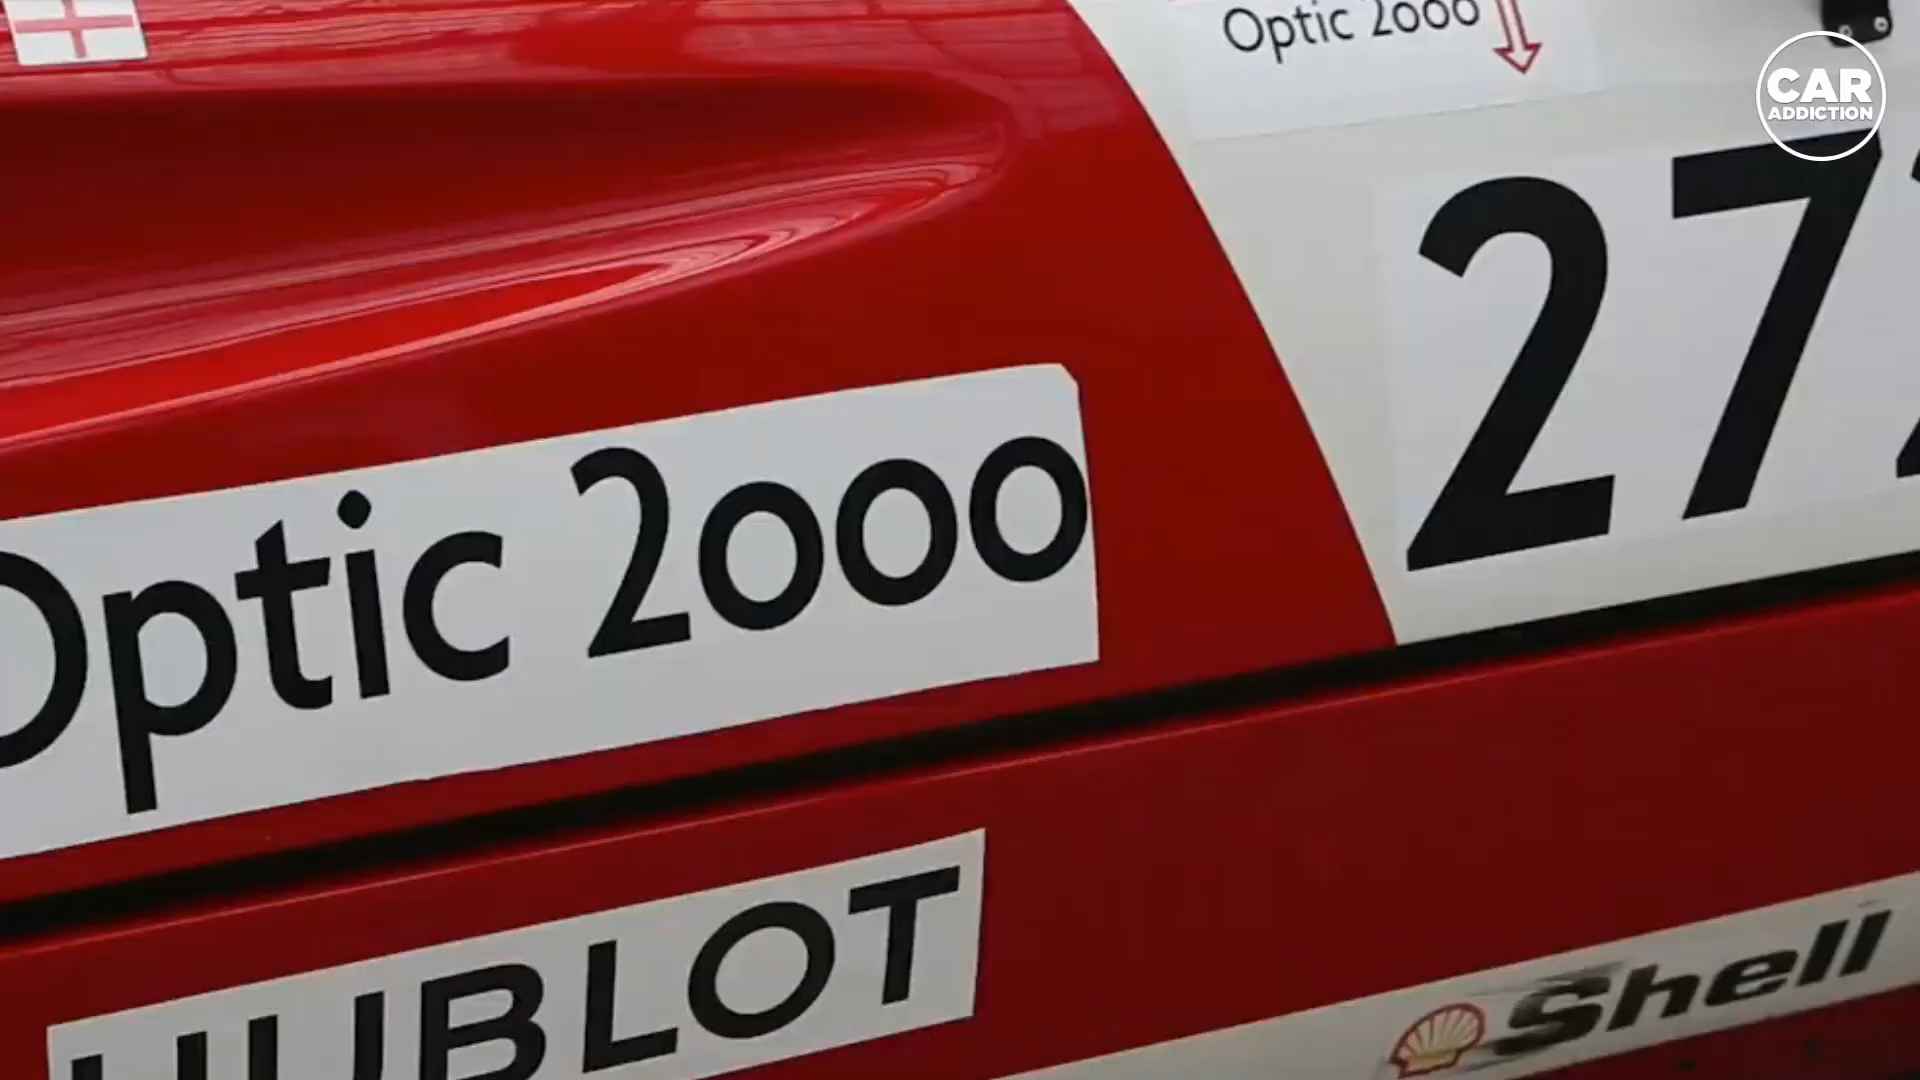 Optic 2000
CAR
ADDICTION
27
Optic 2000
HUBLOT
Shell